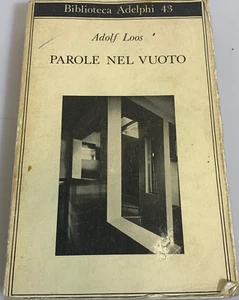 Biblioteca Adelphi 43
Adolf Loos
PAROLE NEL VUOTO